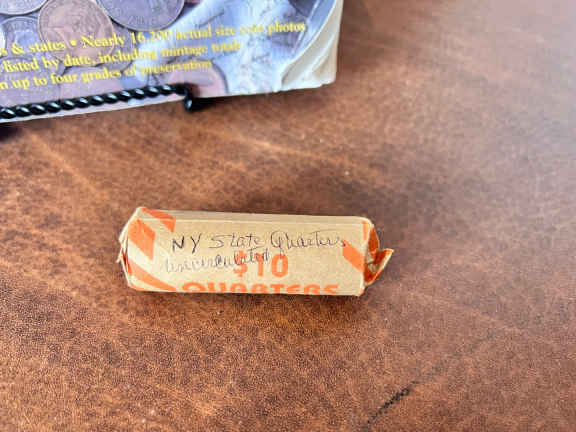 s & states • Nearly 16,200 actual size coin photos
listed by date, including mintage totals
n up to four grades of preservation
NY State Quarters
uncirculated
$10
QUARTERS